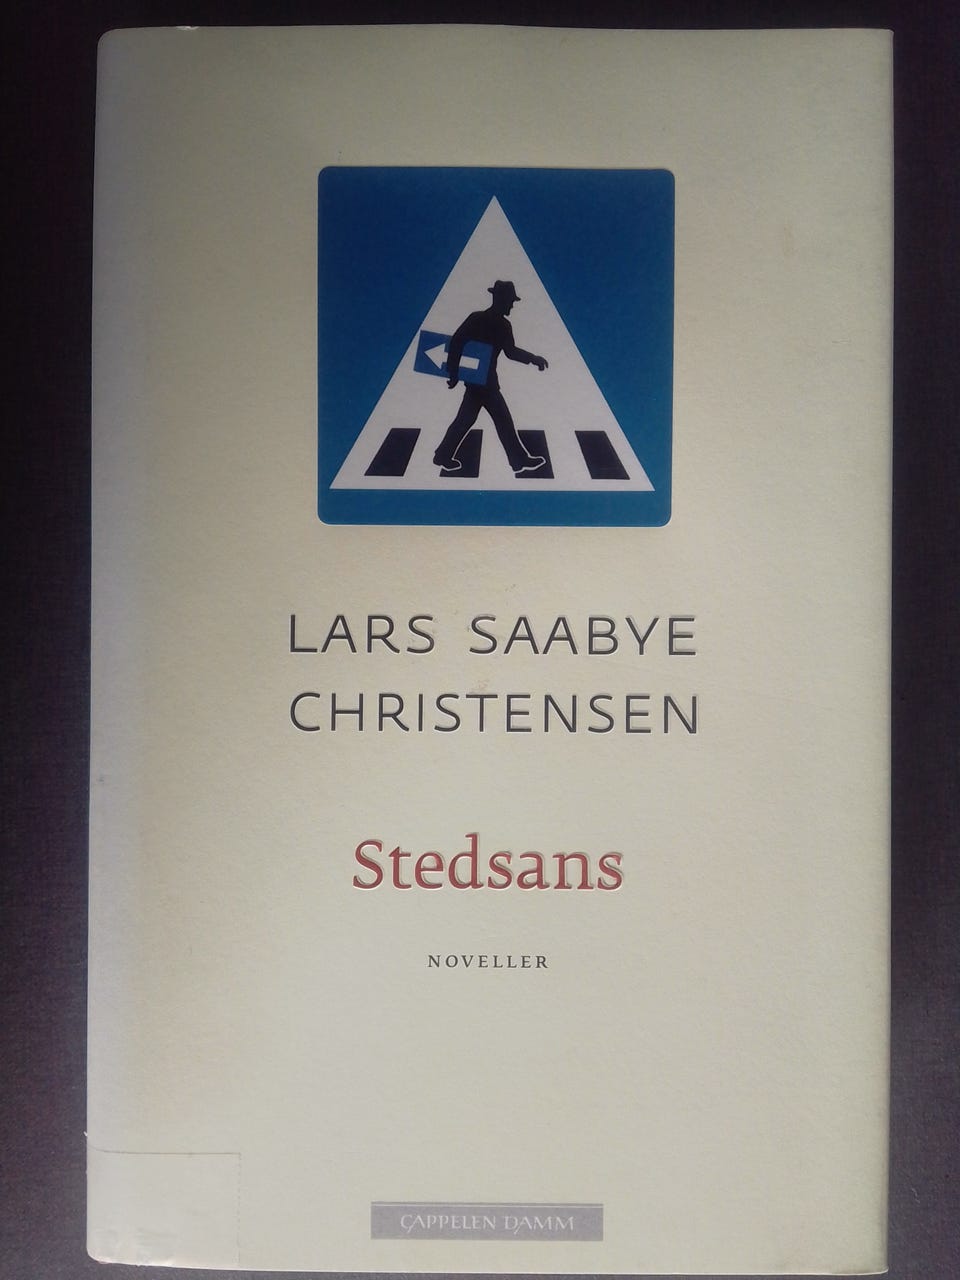 LARS SAABYE
CHRISTENSEN
Stedsans
NOVELLER
CAPPELEN DAMM